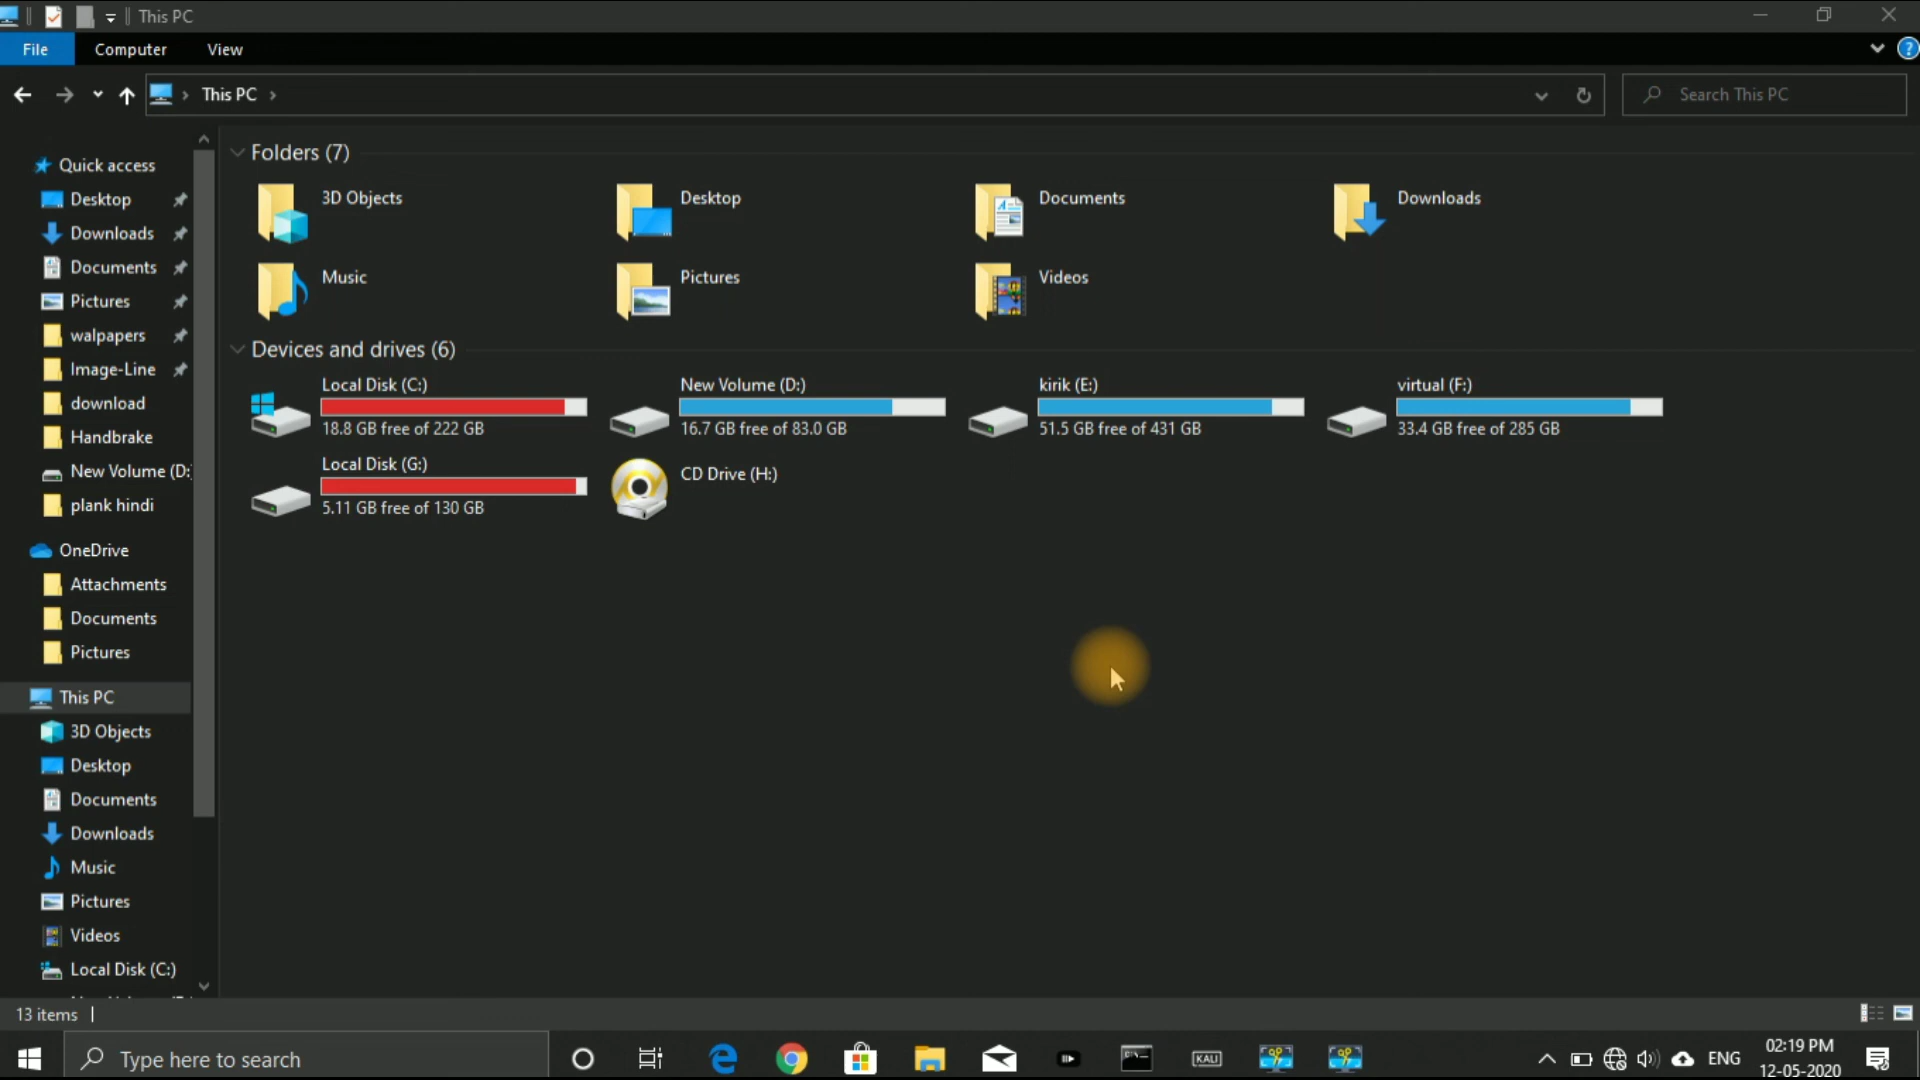 This PC
File Computer View
This PC
Search This PC
Quick access
Desktop
Downloads
Documents
Pictures
walpapers
Image-Line
download
Handbrake
New Volume (D:
plank hindi
OneDrive
Attachments
Documents
Pictures
This PC
3D Objects
Desktop
Documents
Downloads
Music
Pictures
Videos
Local Disk (C:)
Folders (7)
3D Objects
Desktop
Documents
Downloads
Music
Pictures
Videos
Devices and drives (6)
Local Disk (C:)
18.8 GB free of 222 GB
New Volume (D:)
16.7 GB free of 83.0 GB
kirik (E:)
51.5 GB free of 431 GB
virtual (F:)
33.4 GB free of 285 GB
Local Disk (G:)
5.11 GB free of 130 GB
CD Drive (H:)
13 items
Type here to search
KALI
ENG
02:19 PM
12-05-2020